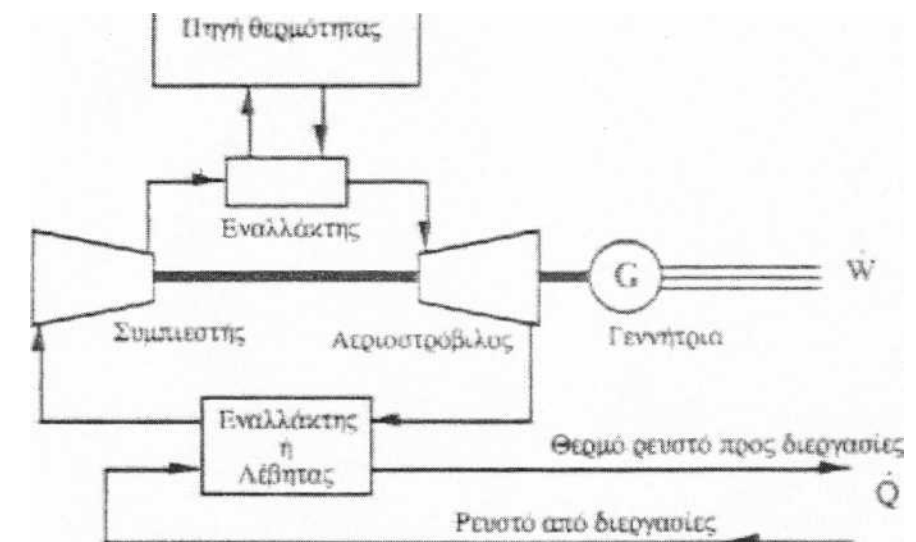 Πηγή θερμότητας
Εναλλάκτης
G
Ẇ
Συμπιεστής
Αεριοστρόβιλος
Γεννήτρια
Εναλλάκτης
ή
Λέβητας
Θερμό ρευστό προς διεργασίες
Q̇
Ρευστό από διεργασίες